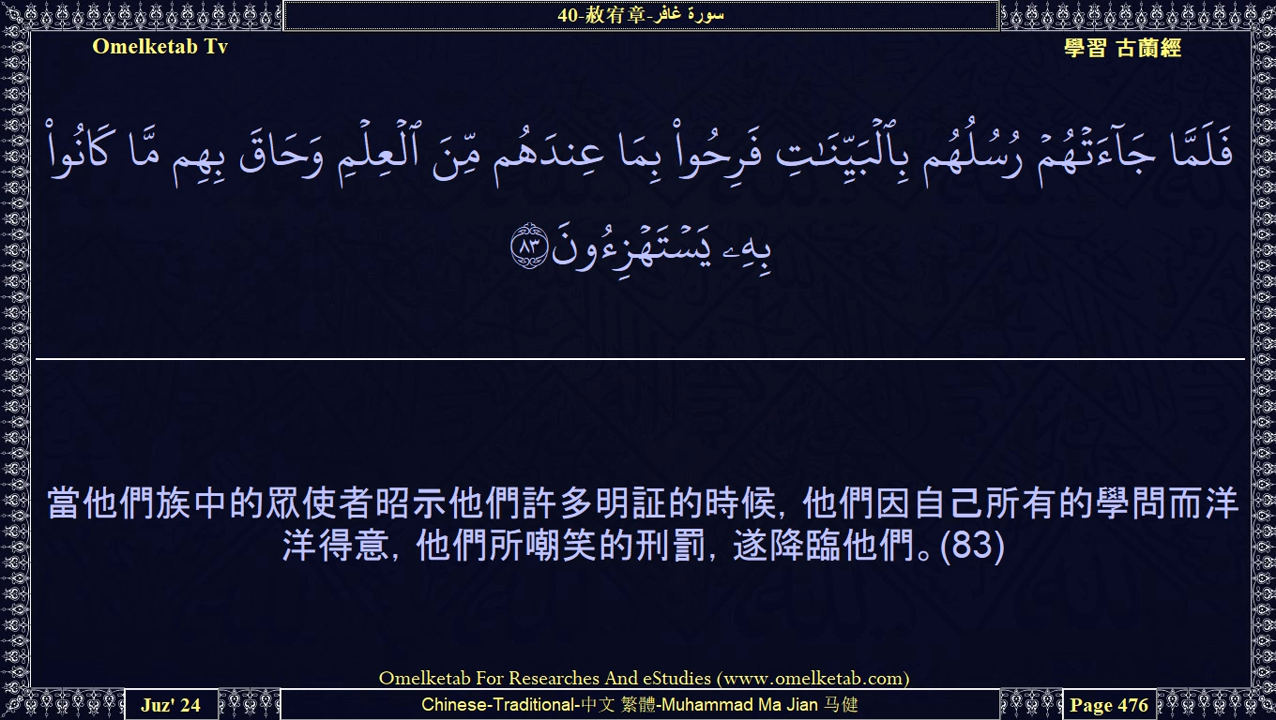 40-赦宥章-سورة غافر
Omelketab Tv
學習 古蘭經
فَلَمَّا جَآءَتۡهُمۡ رُسُلُهُم بِٱلۡبَيِّنَٰتِ فَرِحُواْ بِمَا عِندَهُم مِّنَ ٱلۡعِلۡمِ وَحَاقَ بِهِم مَّا كَانُواْ
بِهِۦ يَسۡتَهۡزِءُونَ ٨٣
當他們族中的眾使者昭示他們許多明証的時候, 他們因自己所有的學問而洋
洋得意, 他們所嘲笑的刑罰, 遂降臨他們。(83)
Omelketab For Researches And eStudies (www.omelketab.com)
Juz' 24
Chinese-Traditional-中文 繁體-Muhammad Ma Jian 马健
Page 476